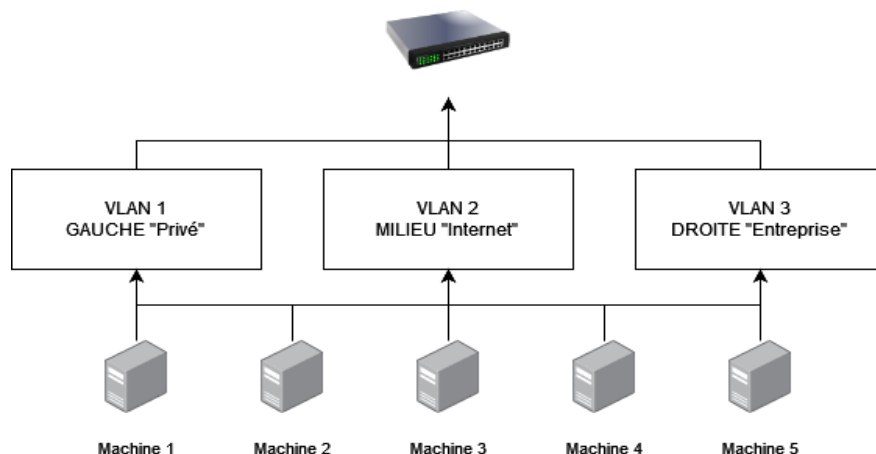 VLAN 1
GAUCHE "Privé"
VLAN 2
MILIEU "Internet"
VLAN 3
DROITE "Entreprise"
Machine 1
Machine 2
Machine 3
Machine 4
Machine 5